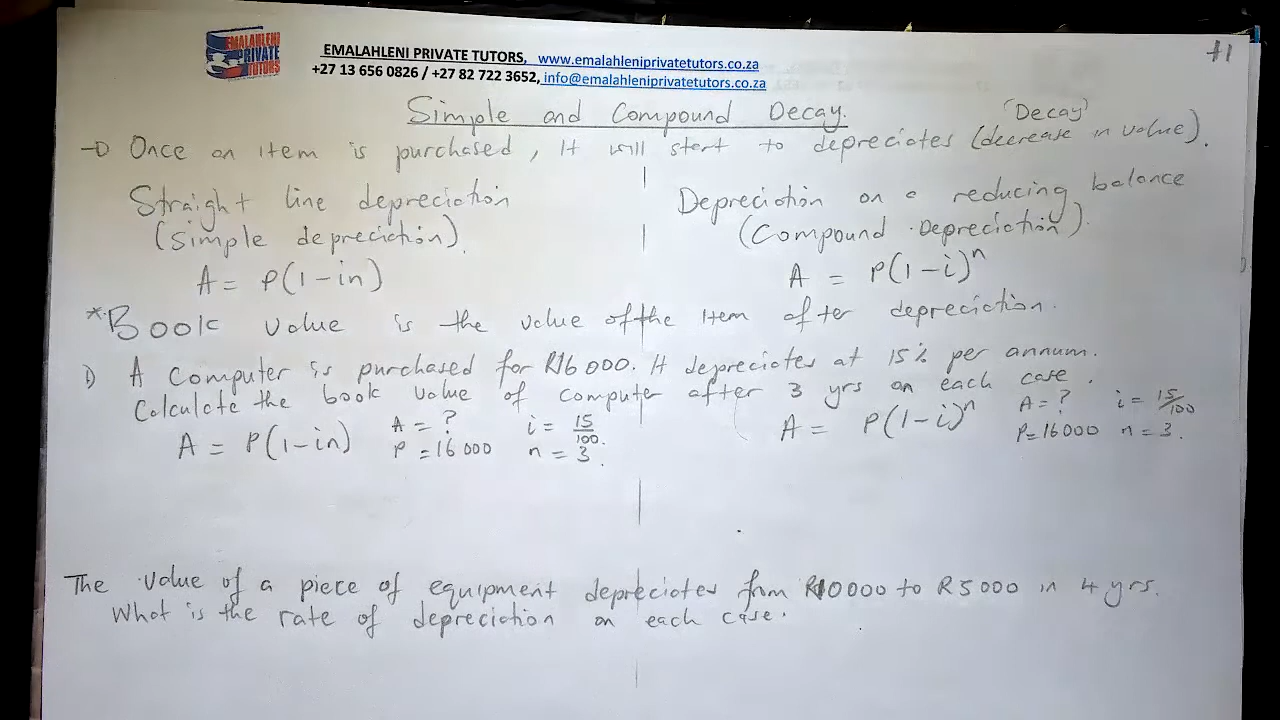 EMALAHLENI PRIVATE TUTORS
EMALAHLENI PRIVATE TUTORS, www.emalahleniprivatetutors.co.za
+27 13 656 0826 / +27 82 722 3652, info@emalahleniprivatetutors.co.za
#1
Simple and Compound Decay.
(Decay)
Once an item is purchased, It will start to depreciates (decrease in value).
Straight line depreciation
(Simple depreciation).
A = P(1-in)
Depreciation on a reducing balance
(Compound Depreciation).
A = P(1-i)^n
*Book value is the value of the Item after depreciation.
1) A Computer is purchased for R16 000. It depreciates at 15% per annum.
Calculate the book value of computer after 3 yrs on each case.
A = P(1-in) A = ? i = 15/100.
P = 16 000 n = 3.
A = P(1-i)^n A = ? i = 15/100
P = 16 000 n = 3.
The value of a piece of equipment depreciates from R10 000 to R5 000 in 4 yrs.
What is the rate of depreciation on each case.